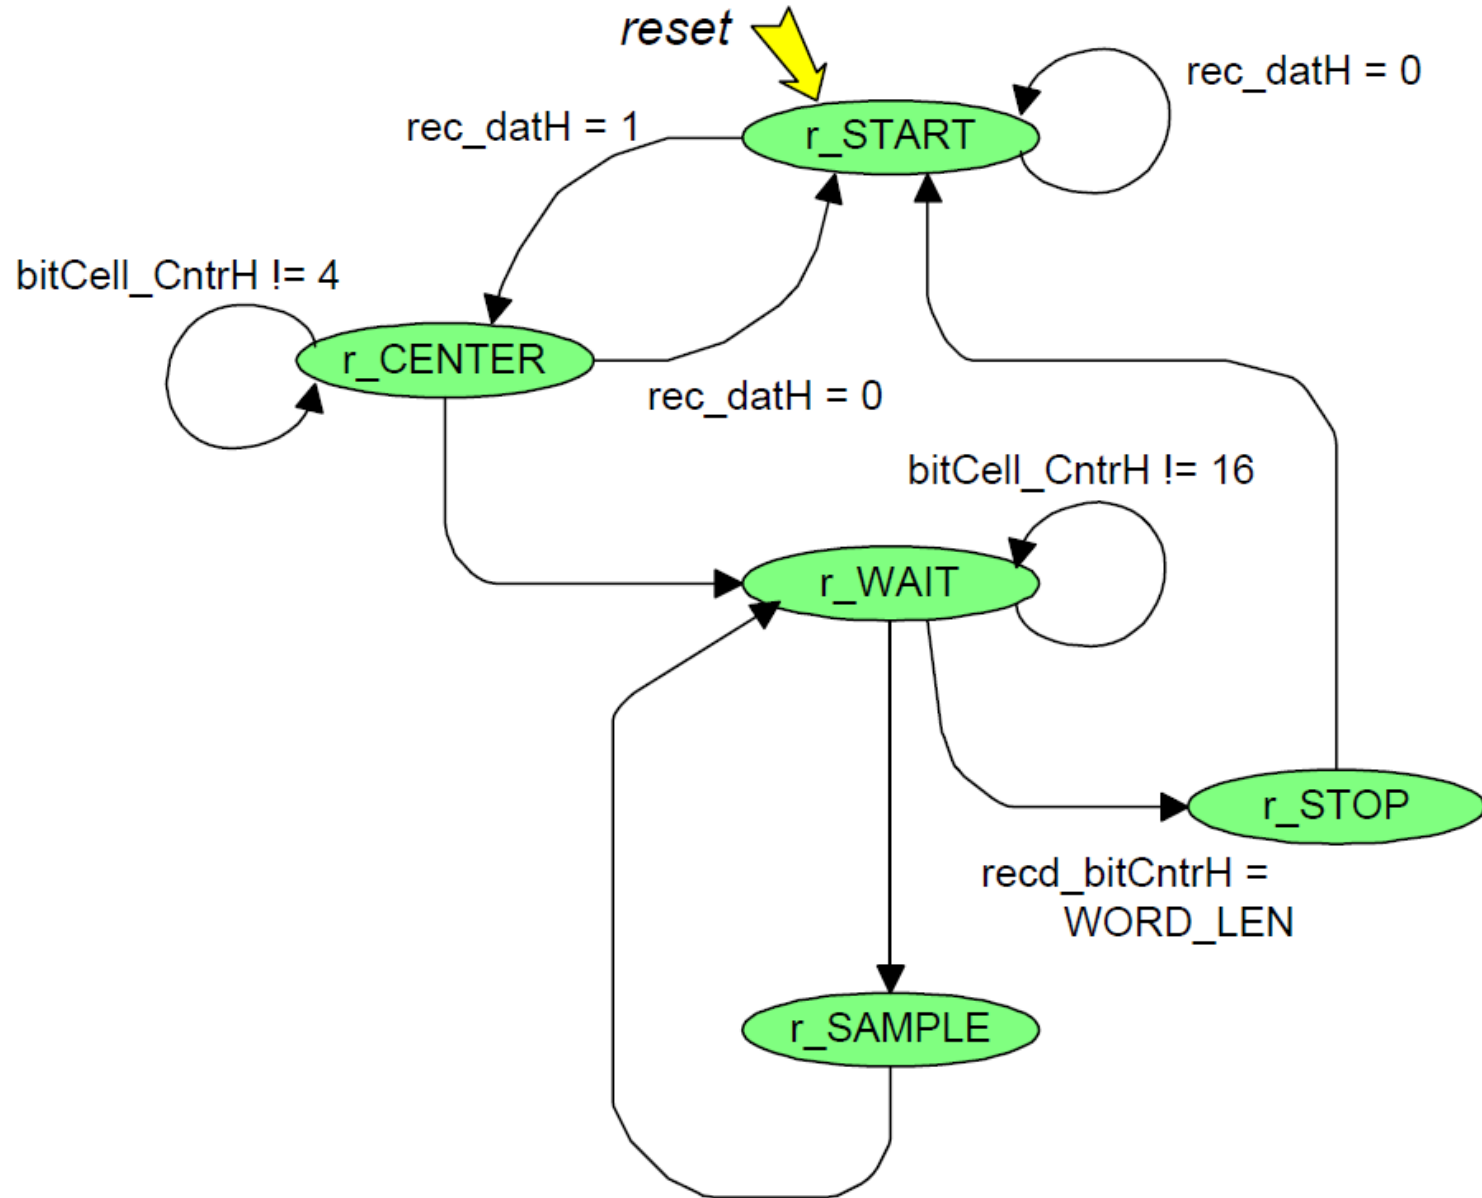 reset
rec_datH = 0
rec_datH = 1
r_START
bitCell_CntrH != 4
r_CENTER
rec_datH = 0
bitCell_CntrH != 16
r_WAIT
r_STOP
recd_bitCntrH =
WORD_LEN
r_SAMPLE